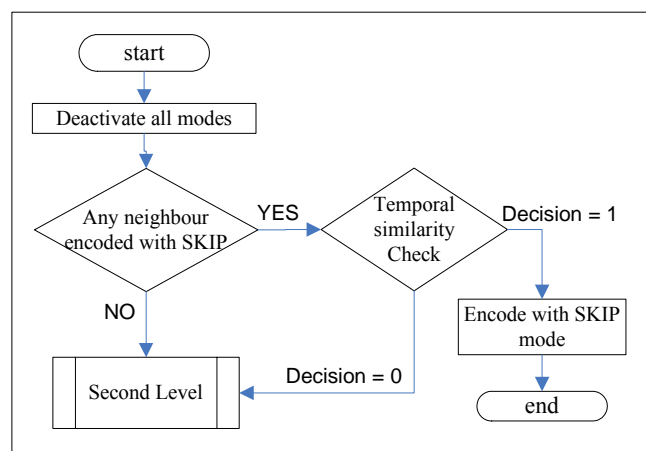 start
Deactivate all modes
Any neighbour
encoded with SKIP
YES
Temporal
similarity
Check
Decision = 1
NO
Encode with SKIP
mode
Second Level
Decision = 0
end